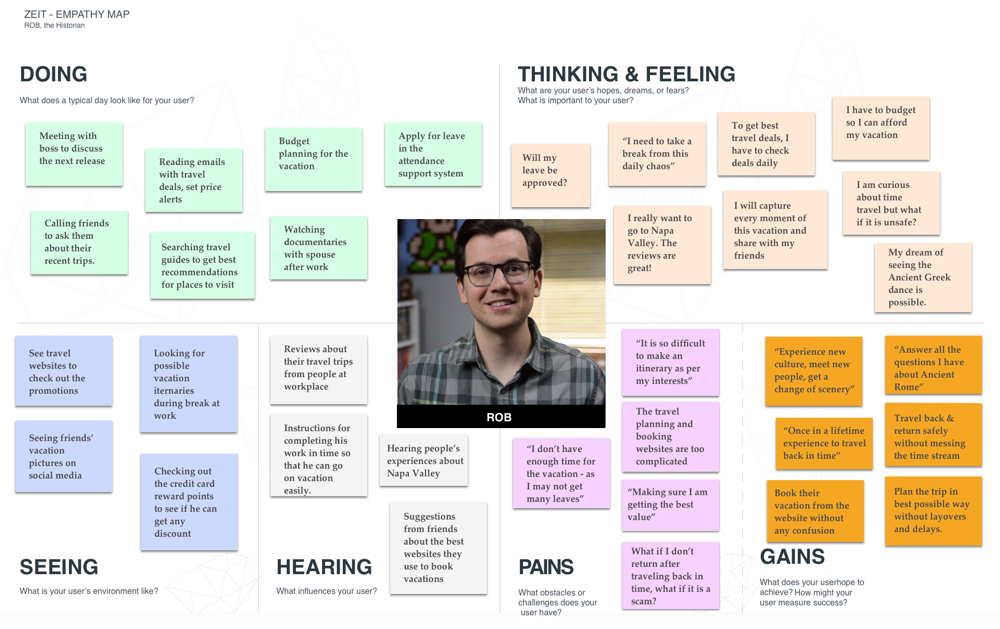 ZEIT - EMPATHY MAP
ROB, the Historian
DOING
What does a typical day look like for your user?
Meeting with
boss to discuss
the next release
Reading emails
with travel
deals, set price
alerts
Budget
planning for the
vacation
Apply for leave
in the
attendance
support system
Calling friends
to ask them
about their
recent trips.
Searching travel
guides to get best
recommendations
for places to visit
Watching
documentaries
with spouse
after work
THINKING & FEELING
What are your user's hopes, dreams, or fears?
What is important to your user?
Will my
leave be
approved?
“I need to take a
break from this
daily chaos”
To get best
travel deals, I
have to check
deals daily
I have to budget
so I can afford
my vacation
I really want to
go to Napa
Valley. The
reviews are
great!
I will capture
every moment of
this vacation and
share with my
friends
I am curious
about time
travel but what
if it is unsafe?
My dream of
seeing the
Ancient Greek
dance is
possible.
ROB
See travel
websites to
check out the
promotions
Looking for
possible
vacation
iternaries
during break at
work
Seeing friends’
vacation
pictures on
social media
Checking out
the credit card
reward points
to see if he can
get any
discount
SEEING
What is your user's environment like?
Reviews about
their travel trips
from people at
workplace
Instructions for
completing his
work in time so
that he can go
on vacation
easily.
Hearing people’s
experiences about
Napa Valley
Suggestions
from friends
about the best
websites they
use to book
vacations
HEARING
What influences your user?
“It is so difficult
to make an
itinerary as per
my interests”
The travel
planning and
booking
websites are too
complicated
“I don’t have
enough time for
the vacation - as
I may not get
many leaves”
“Making sure I am
getting the best
value”
What if I don’t
return after
traveling back in
time, what if it is a
scam?
PAINS
What obstacles or
challenges does your
user have?
“Experience new
culture, meet new
people, get a
change of scenery”
“Answer all the
questions I have
about Ancient
Rome”
“Once in a lifetime
experience to travel
back in time”
Travel back &
return safely
without messing
the time stream
Book their
vacation from the
website without
any confusion
Plan the trip in
best possible way
without layovers
and delays.
GAINS
What does your userhope to
achieve? How might your
user measure success?